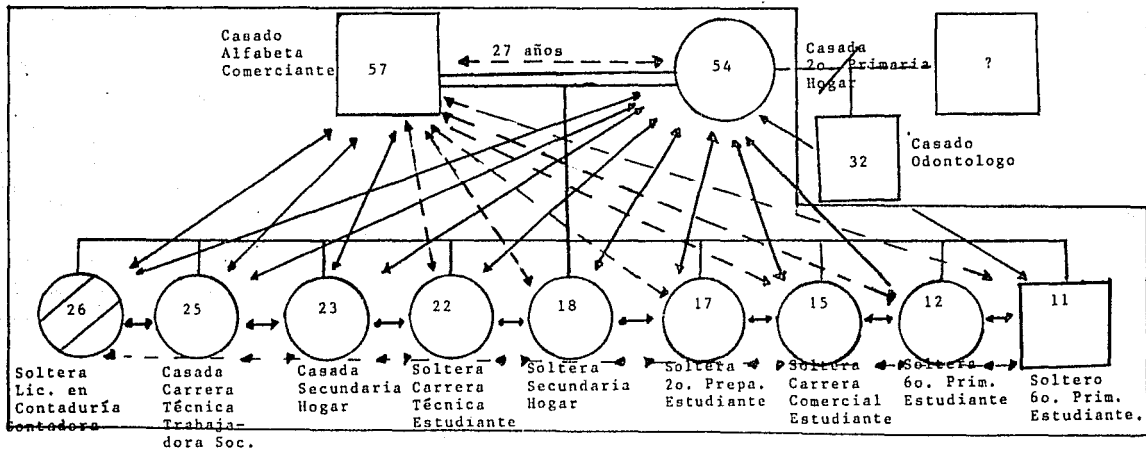 Casado
Alfabeta
Comerciante
57
27 años
54
Casada
2o. Primaria
Hogar
?
32
Casado
Odontologo
26
25
23
22
18
17
15
12
11
Soltera
Lic. en
Contaduría
Contadora
Casada
Carrera
Técnica
Trabaja-
dora Soc.
Casada
Secundaria
Hogar
Soltera
Carrera
Técnica
Estudiante
Soltera
Secundaria
Hogar
Soltera
2o. Prepa.
Estudiante
Soltera
Carrera
Comercial
Estudiante
Soltera
6o. Prim.
Estudiante
Soltero
6o. Prim.
Estudiante.